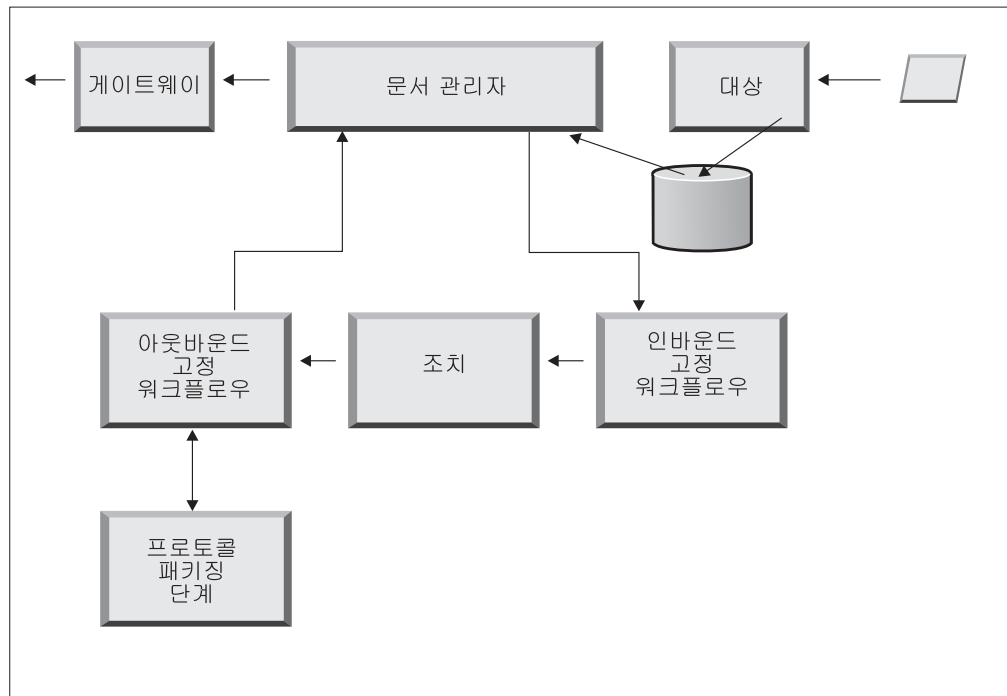 게이트웨이
문서 관리자
대상
아웃바운드
고정
워크플로우
조치
인바운드
고정
워크플로우
프로토콜
패키징
단계